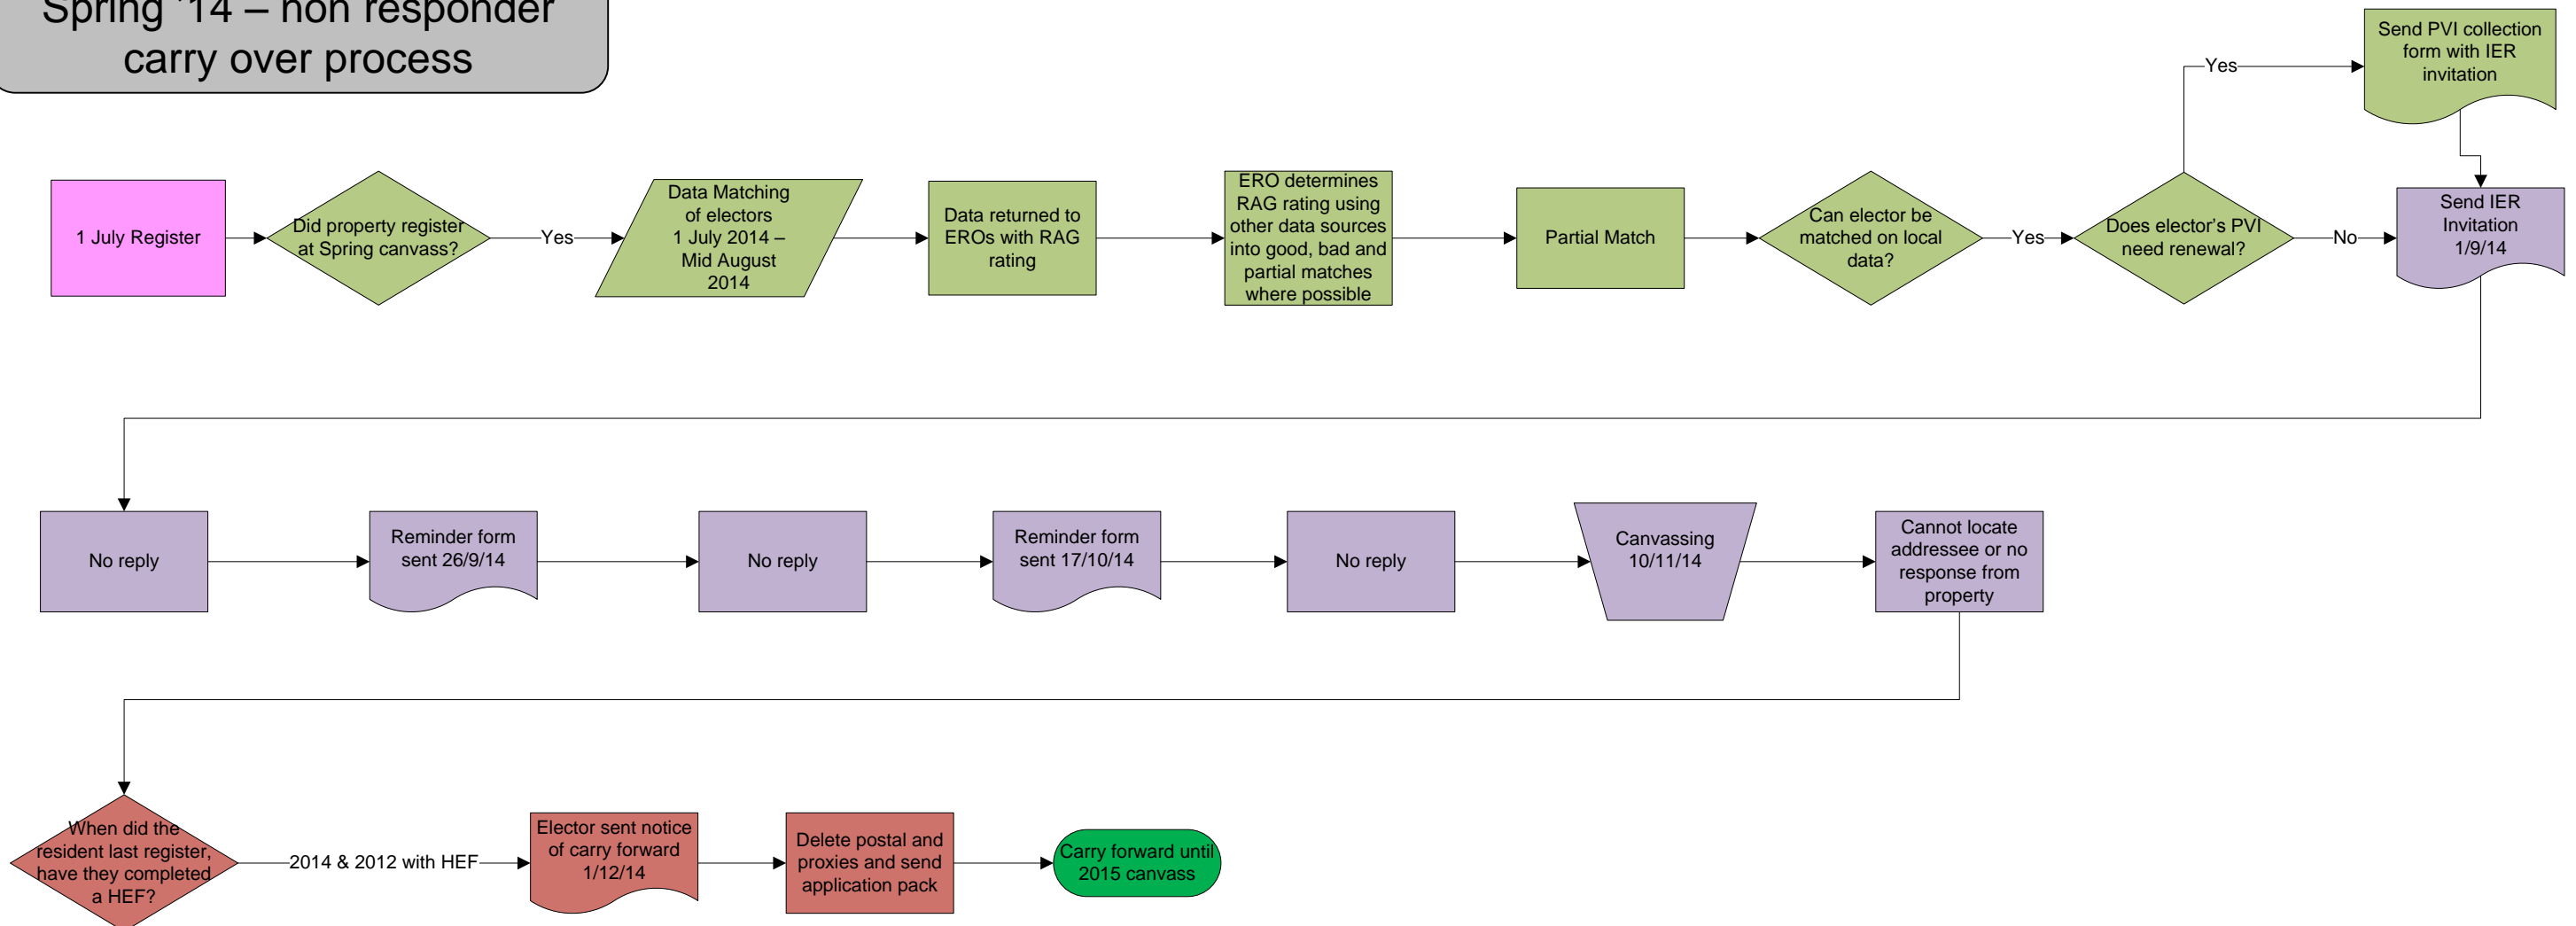 Spring '14 – non responder
carry over process
Send PVI collection
form with IER
invitation
Yes
1 July Register
Did property register
at Spring canvass?
Yes
Data Matching
of electors
1 July 2014 –
Mid August
2014
Data returned to
EROs with RAG
rating
ERO determines
RAG rating using
other data sources
into good, bad and
partial matches
where possible
Partial Match
Can elector be
matched on local
data?
Yes
Does elector's PVI
need renewal?
No
Send IER
Invitation
1/9/14
No reply
Reminder form
sent 26/9/14
No reply
Reminder form
sent 17/10/14
No reply
Canvassing
10/11/14
Cannot locate
addressee or no
response from
property
When did the
resident last register,
have they completed
a HEF?
2014 & 2012 with HEF
Elector sent notice
of carry forward
1/12/14
Delete postal and
proxies and send
application pack
Carry forward until
2015 canvass